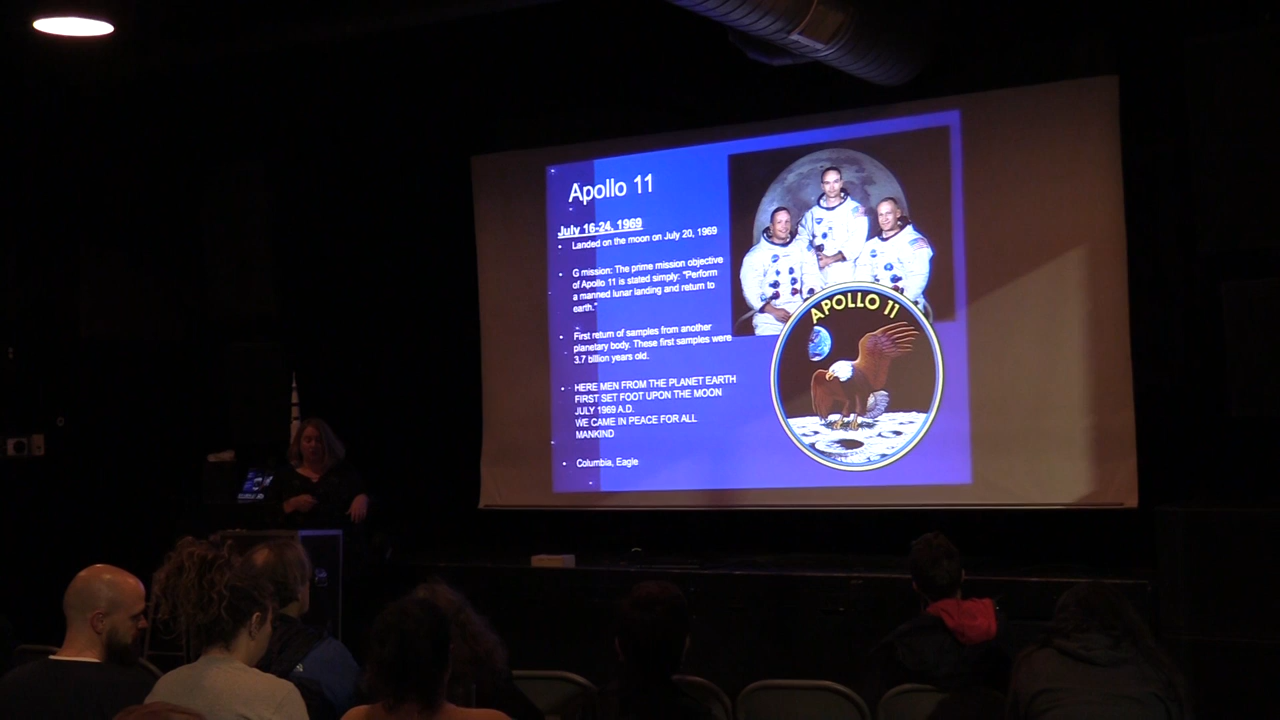 Apollo 11
July 16-24, 1969
Landed on the moon on July 20, 1969
G mission: The prime mission objective
of Apollo 11 is stated simply: "Perform
a manned lunar landing and return to
earth."
First return of samples from another
planetary body. These first samples were
3.7 billion years old.
HERE MEN FROM THE PLANET EARTH
FIRST SET FOOT UPON THE MOON
JULY 1969 A.D.
WE CAME IN PEACE FOR ALL
MANKIND
Columbia, Eagle
APOLLO 11